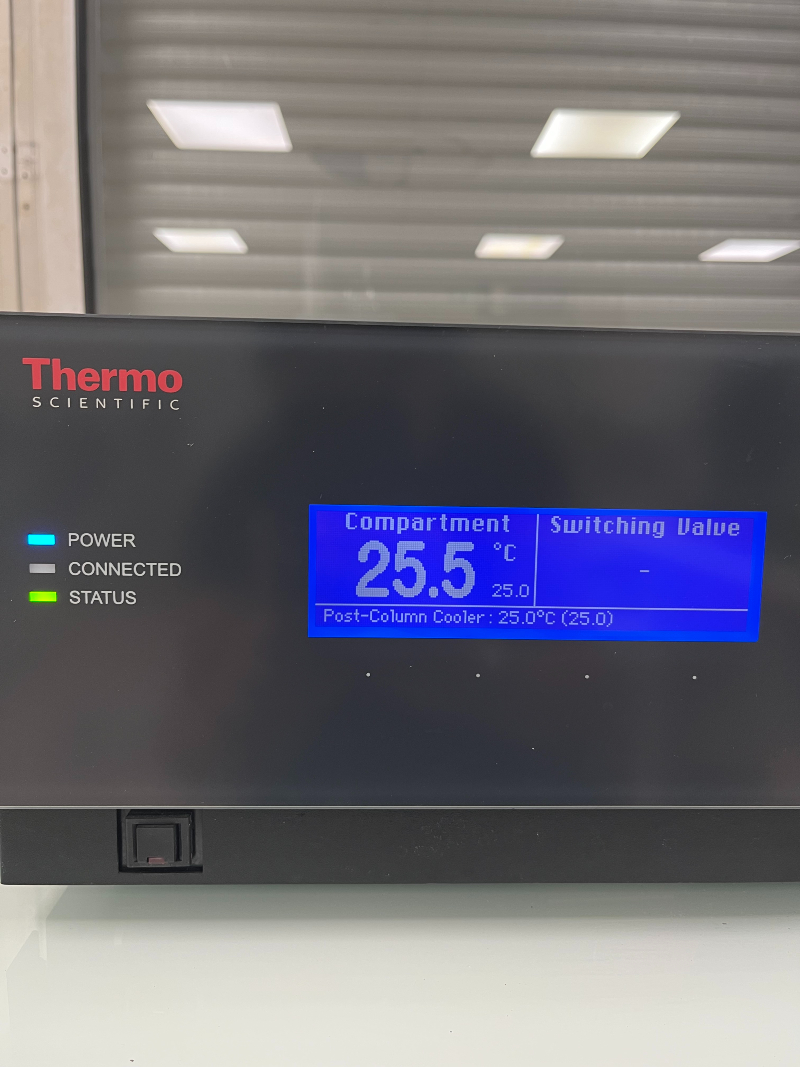 Thermo
SCIENTIFIC
POWER
CONNECTED
STATUS
Compartment
25.5 °C
25.0
Switching Valve
-
Post-Column Cooler : 25.0°C (25.0)